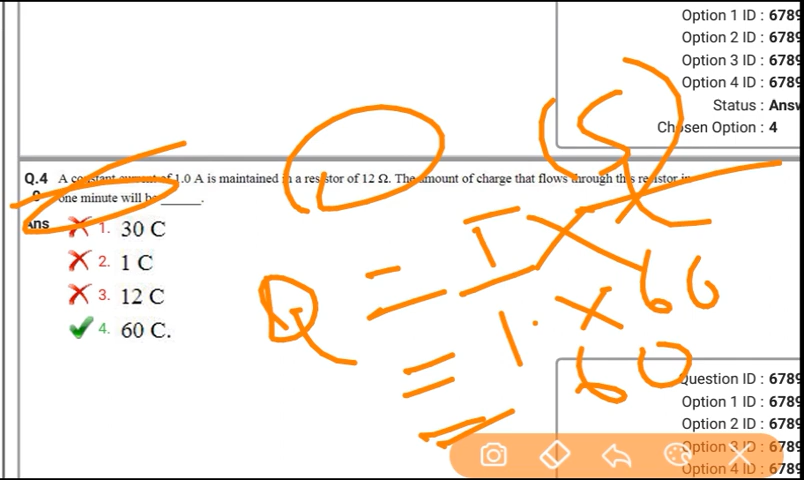 Option 1 ID : 6789
Option 2 ID : 6789
Option 3 ID : 6789
Option 4 ID : 6789
Status : Answ
Chosen Option : 4
Q.4 A constant current of 1.0 A is maintained in a resistor of 12 Ω. The amount of charge that flows through this resistor in
9 one minute will be______.
Ans 1. 30 C
2. 1 C
3. 12 C
4. 60 C.
Q = I × 60
= 1. × 60
Question ID : 6789
Option 1 ID : 6789
Option 2 ID : 6789
Option 3 ID : 6789
Option 4 ID : 6789